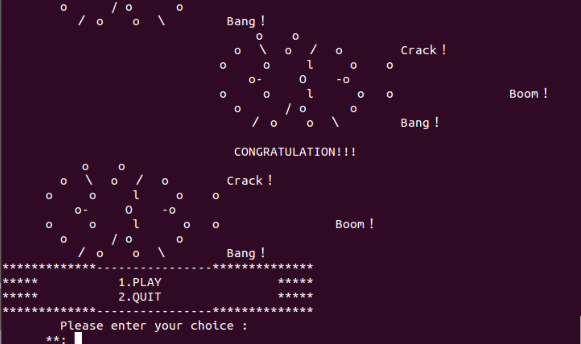 o / o o
/ o o \ Bang！
o o
o \ o / o Crack！
o o l o o
o- O -o
o o l o o Boom！
o / o o
/ o o \ Bang！
CONGRATULATION!!!
o o
o \ o / o Crack！
o o l o o
o- O -o
o o l o o Boom！
o / o o
/ o o \ Bang！
*************----------------**************
***** 1.PLAY *****
***** 2.QUIT *****
*************----------------**************
Please enter your choice :
**: